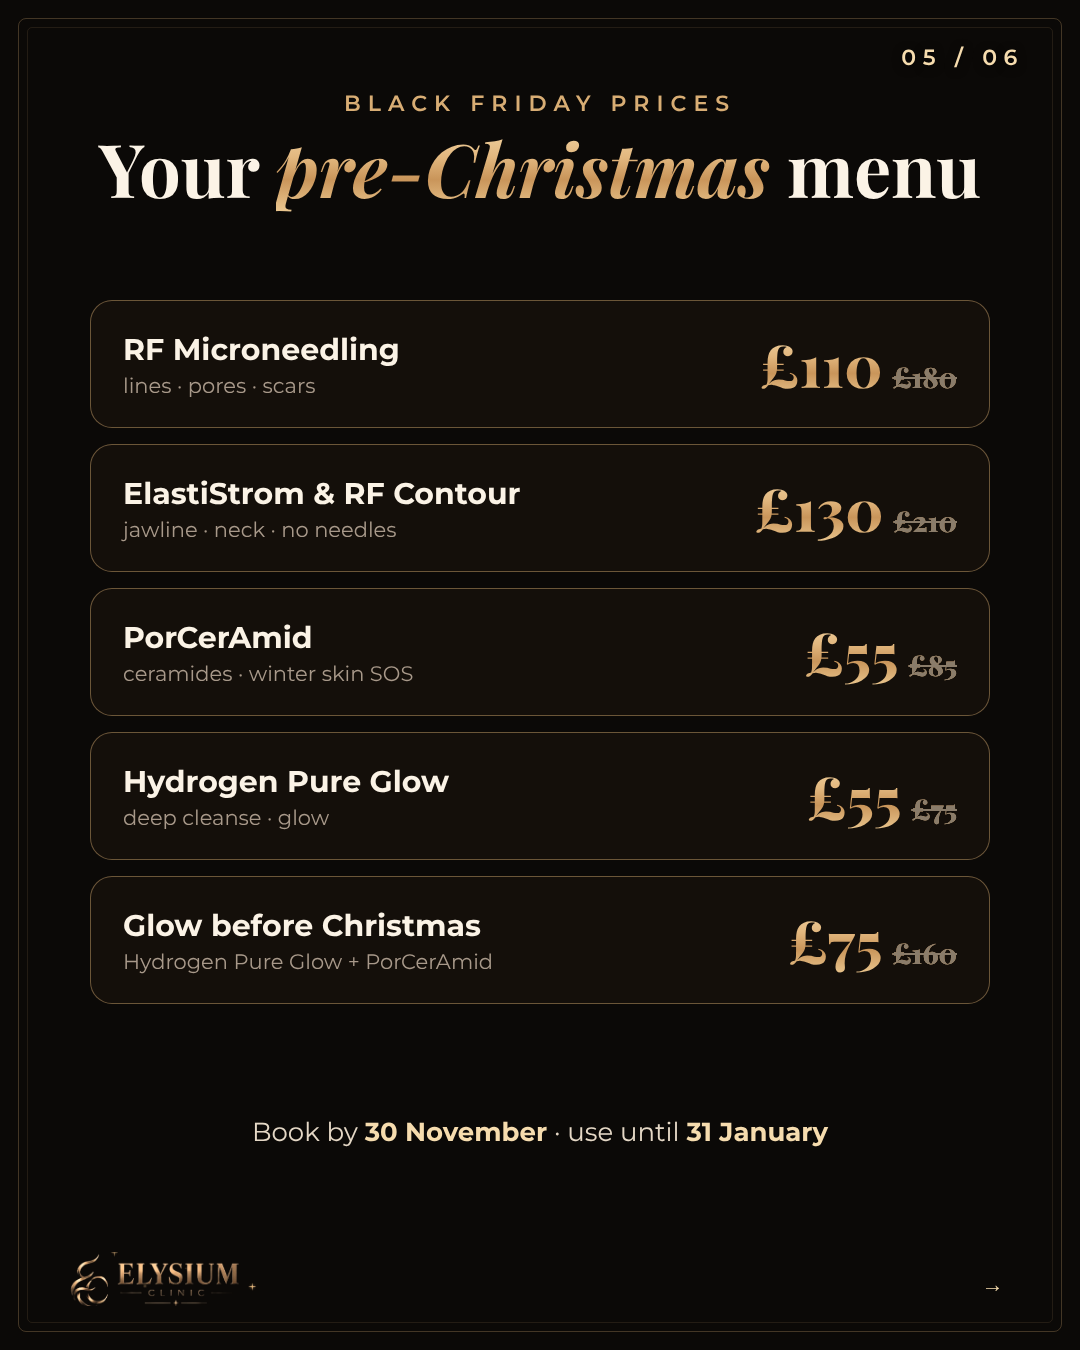 05 / 06
BLACK FRIDAY PRICES
Your pre-Christmas menu
RF Microneedling
lines · pores · scars
£110 £180
ElastiStrom & RF Contour
jawline · neck · no needles
£130 £210
PorCerAmid
ceramides · winter skin SOS
£55 £85
Hydrogen Pure Glow
deep cleanse · glow
£55 £75
Glow before Christmas
Hydrogen Pure Glow + PorCerAmid
£75 £160
Book by 30 November · use until 31 January
ELYSIUM
CLINIC
→